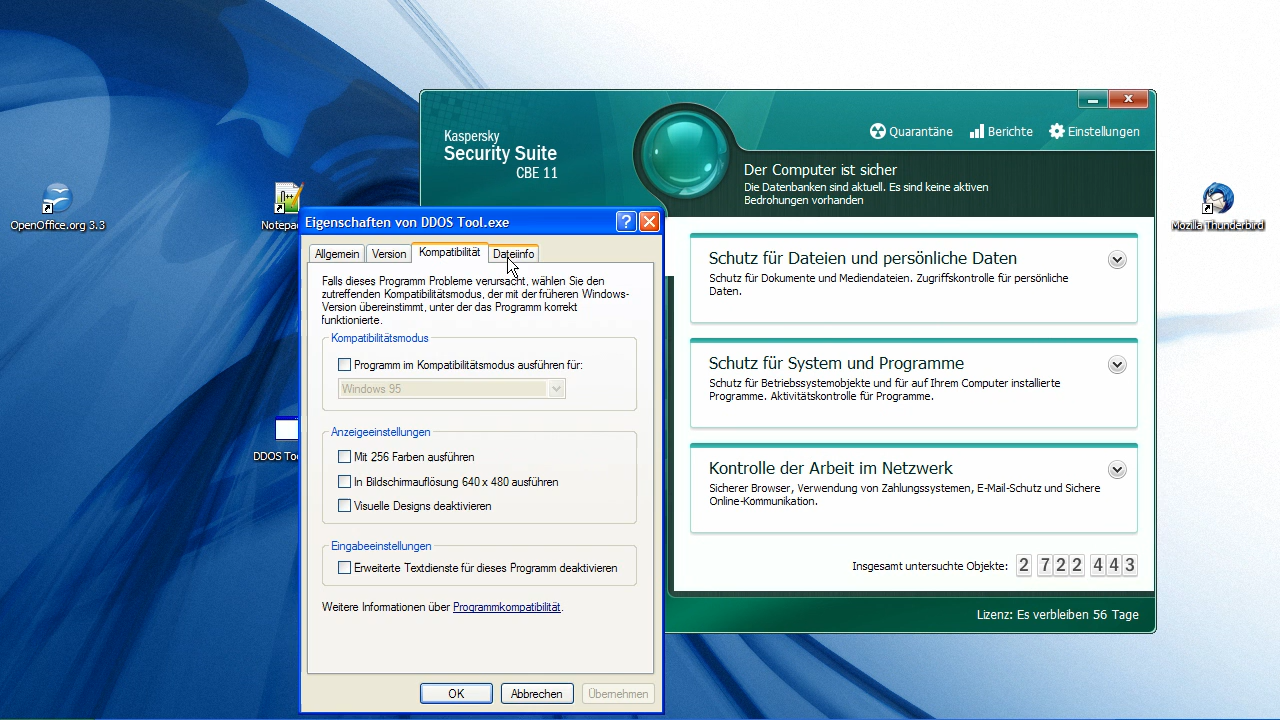 Kaspersky
Security Suite
CBE 11
Quarantäne
Berichte
Einstellungen
Der Computer ist sicher
Die Datenbanken sind aktuell. Es sind keine aktiven
Bedrohungen vorhanden
OpenOffice.org 3.3
Mozilla Thunderbird
Eigenschaften von DDOS Tool.exe
Allgemein
Version
Kompatibilität
Dateiinfo
Falls dieses Programm Probleme verursacht, wählen Sie den
zutreffenden Kompatibilitätsmodus, der mit der früheren Windows-
Version übereinstimmt, unter der das Programm korrekt
funktionierte.
Kompatibilitätsmodus
Programm im Kompatibilitätsmodus ausführen für:
Windows 95
Anzeigeeinstellungen
Mit 256 Farben ausführen
In Bildschirmauflösung 640 x 480 ausführen
Visuelle Designs deaktivieren
Eingabeeinstellungen
Erweiterte Textdienste für dieses Programm deaktivieren
Weitere Informationen über Programmkompatibilität.
OK
Abbrechen
Übernehmen
DDOS
Schutz für Dateien und persönliche Daten
Schutz für Dokumente und Mediendateien. Zugriffskontrolle für persönliche
Daten.
Schutz für System und Programme
Schutz für Betriebssystemobjekte und für auf Ihrem Computer installierte
Programme. Aktivitätskontrolle für Programme.
Kontrolle der Arbeit im Netzwerk
Sicherer Browser, Verwendung von Zahlungssystemen, E-Mail-Schutz und Sichere
Online-Kommunikation.
Insgesamt untersuchte Objekte: 2 722 443
Lizenz: Es verbleiben 56 Tage